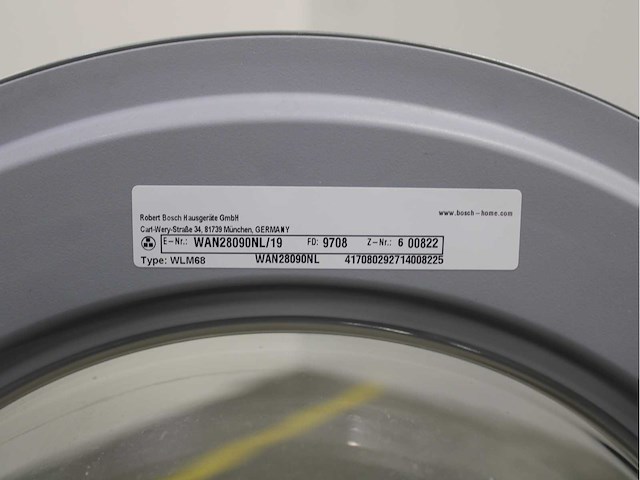 Robert Bosch Hausgeräte GmbH
www.bosch-home.com
Carl-Wery-Straße 34, 81739 München, GERMANY
E-Nr.: WAN28090NL/19 FD: 9708 Z-Nr.: 6 00822
Type: WLM68 WAN28090NL 417080292714008225